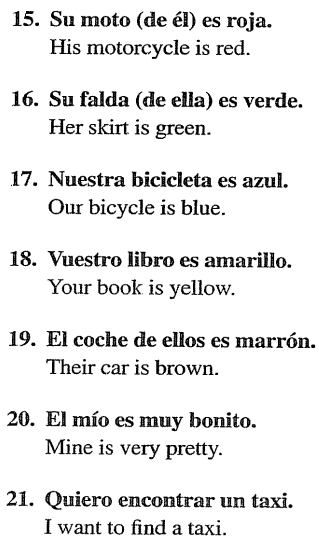 15. Su moto (de él) es roja.
His motorcycle is red.
16. Su falda (de ella) es verde.
Her skirt is green.
17. Nuestra bicicleta es azul.
Our bicycle is blue.
18. Vuestro libro es amarillo.
Your book is yellow.
19. El coche de ellos es marrón.
Their car is brown.
20. El mío es muy bonito.
Mine is very pretty.
21. Quiero encontrar un taxi.
I want to find a taxi.